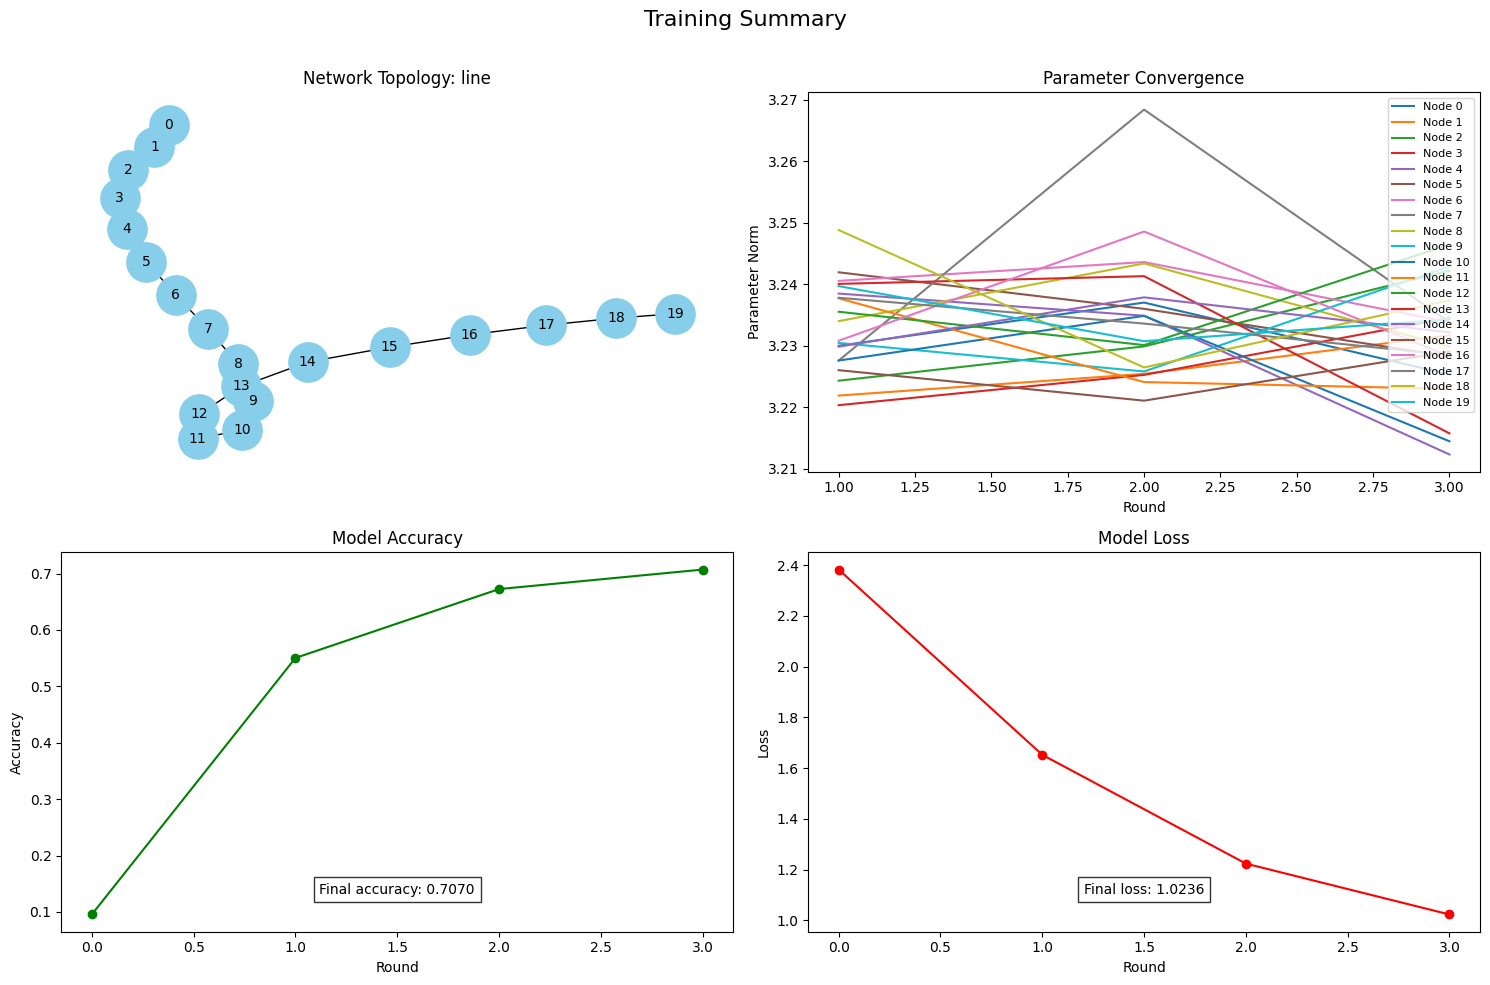 Training Summary
Network Topology: line
0
1
2
3
4
5
6
7
8
13
9
12
10
11
14
15
16
17
18
19
Parameter Convergence
Parameter Norm
3.27
3.26
3.25
3.24
3.23
3.22
3.21
Node 0
Node 1
Node 2
Node 3
Node 4
Node 5
Node 6
Node 7
Node 8
Node 9
Node 10
Node 11
Node 12
Node 13
Node 14
Node 15
Node 16
Node 17
Node 18
Node 19
1.00 1.25 1.50 1.75 2.00 2.25 2.50 2.75 3.00
Round
Model Accuracy
Accuracy
0.7
0.6
0.5
0.4
0.3
0.2
0.1
Final accuracy: 0.7070
0.0 0.5 1.0 1.5 2.0 2.5 3.0
Round
Model Loss
Loss
2.4
2.2
2.0
1.8
1.6
1.4
1.2
1.0
Final loss: 1.0236
0.0 0.5 1.0 1.5 2.0 2.5 3.0
Round